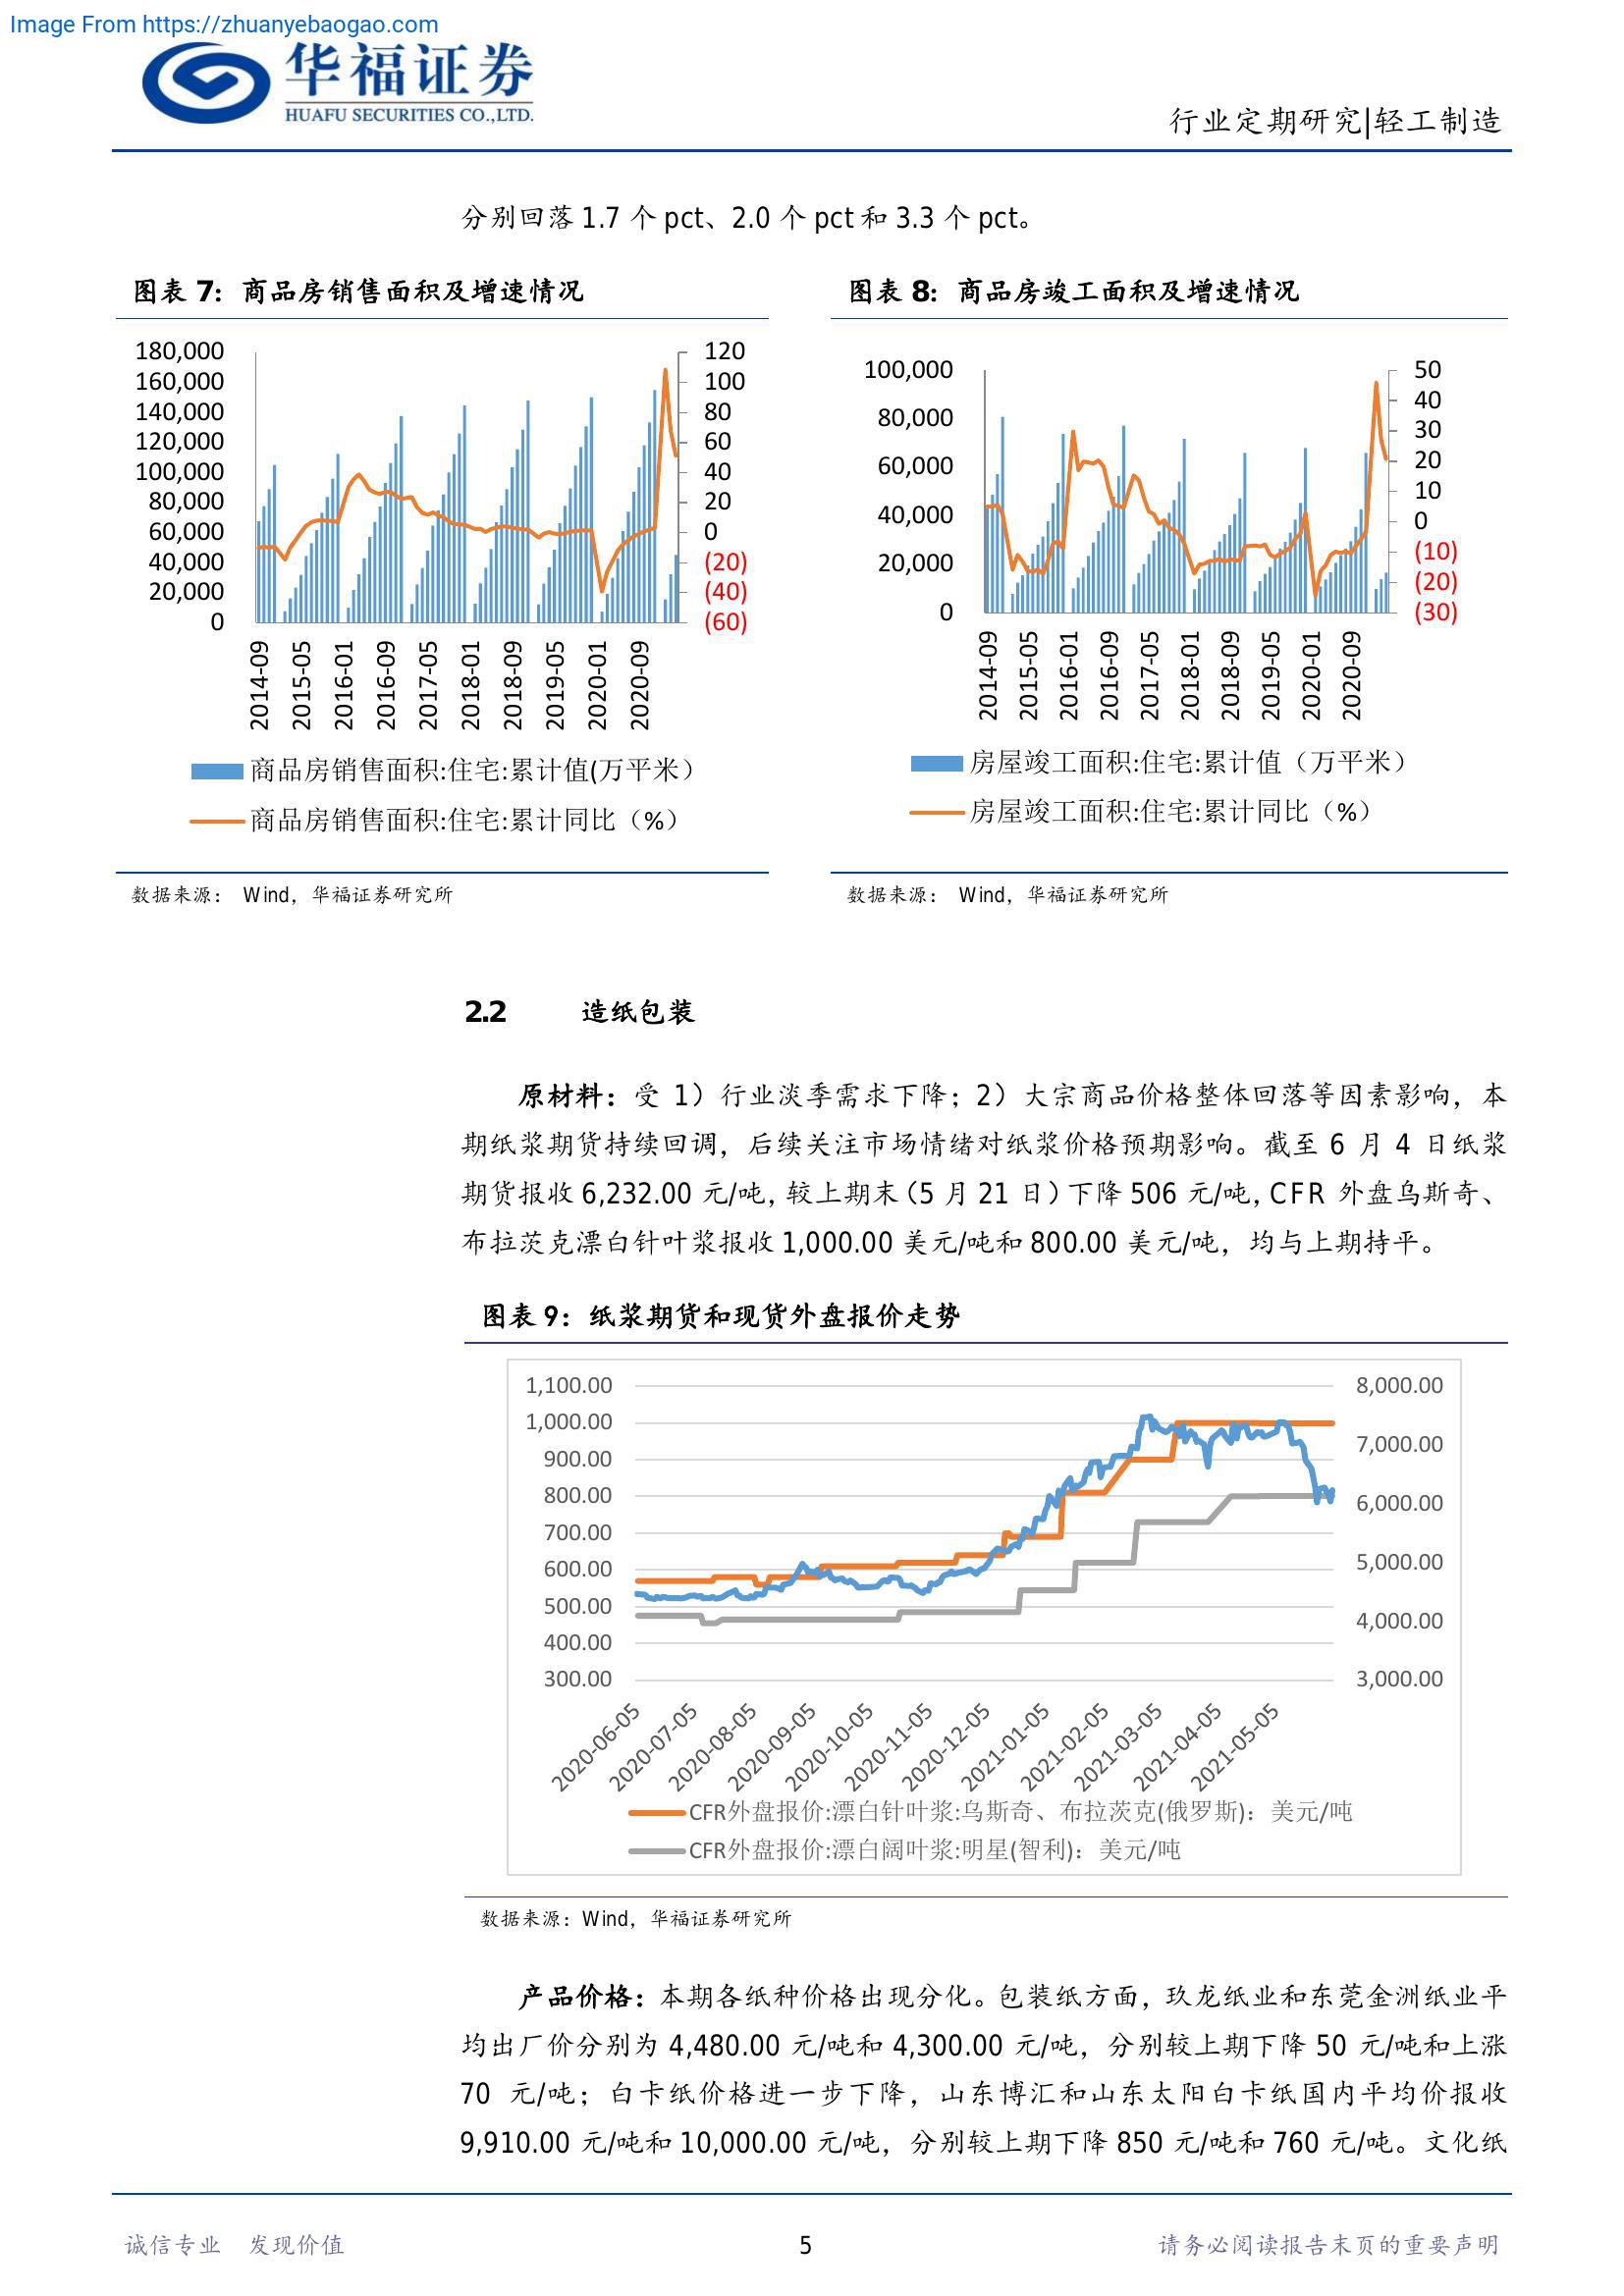 Image From https://zhuanyebaogao.com
华福证券
HUAFU SECURITIES CO.,LTD.
行业定期研究|轻工制造
分别回落 1.7 个 pct、2.0 个 pct 和 3.3 个 pct。
图表 7：商品房销售面积及增速情况
180,000
160,000
140,000
120,000
100,000
80,000
60,000
40,000
20,000
0
120
100
80
60
40
20
0
(20)
(40)
(60)
2014-09
2015-05
2016-01
2016-09
2017-05
2018-01
2018-09
2019-05
2020-01
2020-09
商品房销售面积:住宅:累计值(万平米）
商品房销售面积:住宅:累计同比（%）
数据来源： Wind，华福证券研究所
图表 8：商品房竣工面积及增速情况
100,000
80,000
60,000
40,000
20,000
0
50
40
30
20
10
0
(10)
(20)
(30)
2014-09
2015-05
2016-01
2016-09
2017-05
2018-01
2018-09
2019-05
2020-01
2020-09
房屋竣工面积:住宅:累计值（万平米）
房屋竣工面积:住宅:累计同比（%）
数据来源： Wind，华福证券研究所
2.2 造纸包装
原材料：受 1）行业淡季需求下降；2）大宗商品价格整体回落等因素影响，本
期纸浆期货持续回调，后续关注市场情绪对纸浆价格预期影响。截至 6 月 4 日纸浆
期货报收 6,232.00 元/吨，较上期末（5 月 21 日）下降 506 元/吨，CFR 外盘乌斯奇、
布拉茨克漂白针叶浆报收 1,000.00 美元/吨和 800.00 美元/吨，均与上期持平。
图表 9：纸浆期货和现货外盘报价走势
1,100.00
1,000.00
900.00
800.00
700.00
600.00
500.00
400.00
300.00
8,000.00
7,000.00
6,000.00
5,000.00
4,000.00
3,000.00
2020-06-05
2020-07-05
2020-08-05
2020-09-05
2020-10-05
2020-11-05
2020-12-05
2021-01-05
2021-02-05
2021-03-05
2021-04-05
2021-05-05
CFR外盘报价:漂白针叶浆:乌斯奇、布拉茨克(俄罗斯)：美元/吨
CFR外盘报价:漂白阔叶浆:明星(智利)：美元/吨
数据来源：Wind，华福证券研究所
产品价格：本期各纸种价格出现分化。包装纸方面，玖龙纸业和东莞金洲纸业平
均出厂价分别为 4,480.00 元/吨和 4,300.00 元/吨，分别较上期下降 50 元/吨和上涨
70 元/吨；白卡纸价格进一步下降，山东博汇和山东太阳白卡纸国内平均价报收
9,910.00 元/吨和 10,000.00 元/吨，分别较上期下降 850 元/吨和 760 元/吨。文化纸
诚信专业 发现价值
5
请务必阅读报告末页的重要声明